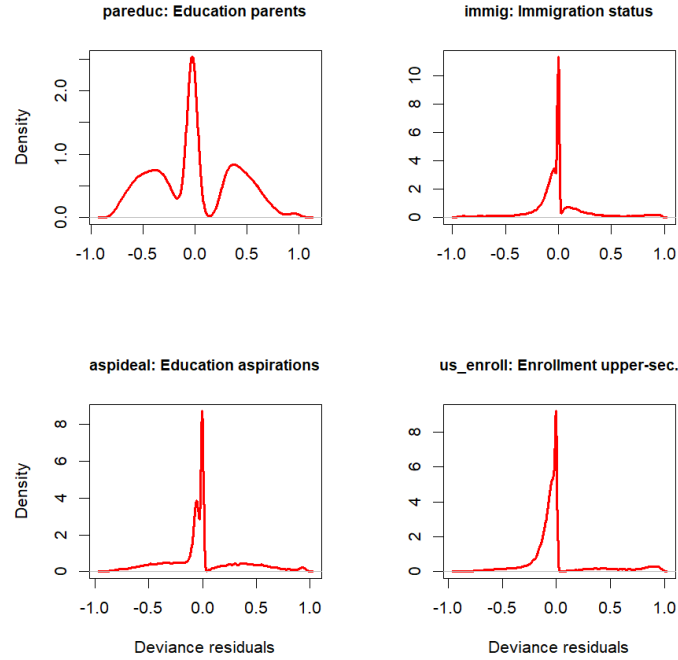 pareduc: Education parents
immig: Immigration status
Density
0.0 1.0 2.0
-1.0 -0.5 0.0 0.5 1.0
0 2 4 6 8 10
-1.0 -0.5 0.0 0.5 1.0
aspideal: Education aspirations
us_enroll: Enrollment upper-sec.
Density
0 2 4 6 8
-1.0 -0.5 0.0 0.5 1.0
Deviance residuals
0 2 4 6 8
-1.0 -0.5 0.0 0.5 1.0
Deviance residuals